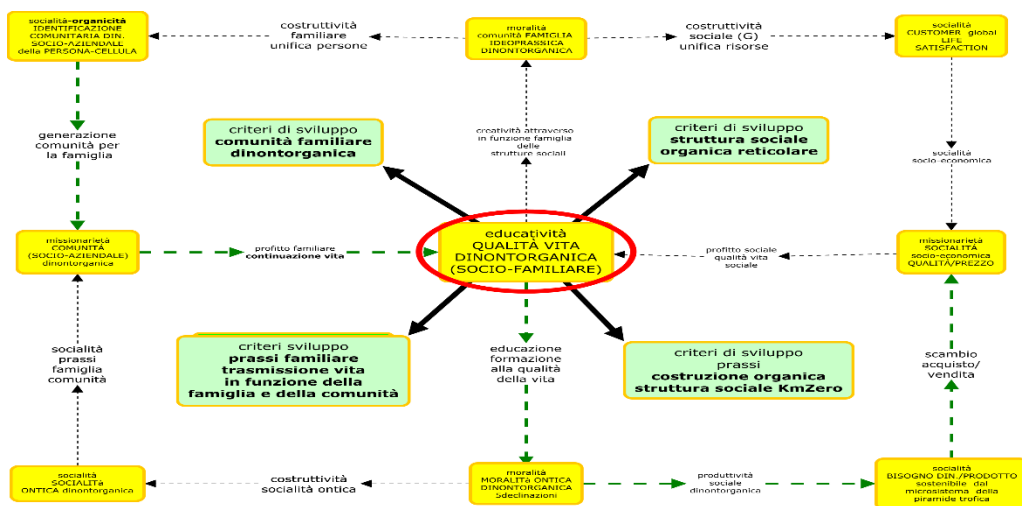 socialità-organicità
IDENTIFICAZIONE
COMUNITARIA DIN.
SOCIO-AZIENDALE
della PERSONA-CELLULA
costruttività
familiare
unifica persone
moralità
comunità FAMIGLIA
IDEOPRASSICA
DINONTORGANICA
costruttività
sociale (G)
unifica risorse
socialità
CUSTOMER global
LIFE
SATISFACTION
generazione
comunità per
la famiglia
criteri di sviluppo
comunità familiare
dinontorganica
creatività attraverso
in funzione famiglia
delle
strutture sociali
criteri di sviluppo
struttura sociale
organica reticolare
socialità
socio-economica
missionarietà
COMUNITÀ
(SOCIO-AZIENDALE)
dinontorganica
profitto familiare
continuazione vita
educatività
QUALITÀ VITA
DINONTORGANICA
(SOCIO-FAMILIARE)
profitto sociale
qualità vita
sociale
missionarietà
SOCIALITÀ
socio-economica
QUALITÀ/PREZZO
socialità
prassi
famiglia
comunità
criteri sviluppo
prassi familiare
trasmissione vita
in funzione della
famiglia e della comunità
educazione
formazione
alla qualità
della vita
criteri di sviluppo
prassi
costruzione organica
struttura sociale KmZero
scambio
acquisto/
vendita
socialità
SOCIALITà
ONTICA dinontorganica
costruttività
socialità ontica
moralità
MORALITà ONTICA
DINONTORGANICA
5declinazioni
produttività
sociale
dinontorganica
socialità
BISOGNO DIN./PRODOTTO
sostenibile dal
microsistema della
piramide trofica